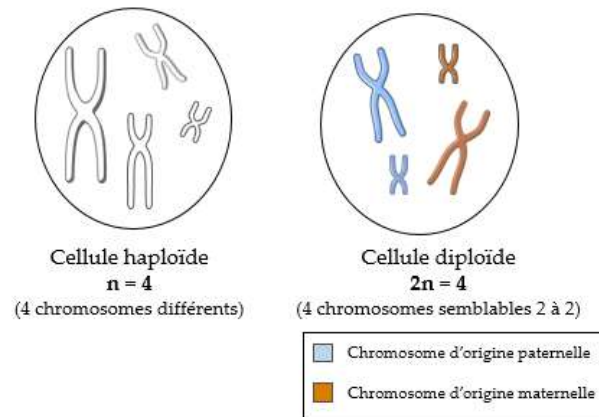 Cellule haploïde
n = 4
(4 chromosomes différents)
Cellule diploïde
2n = 4
(4 chromosomes semblables 2 à 2)
Chromosome d'origine paternelle
Chromosome d'origine maternelle